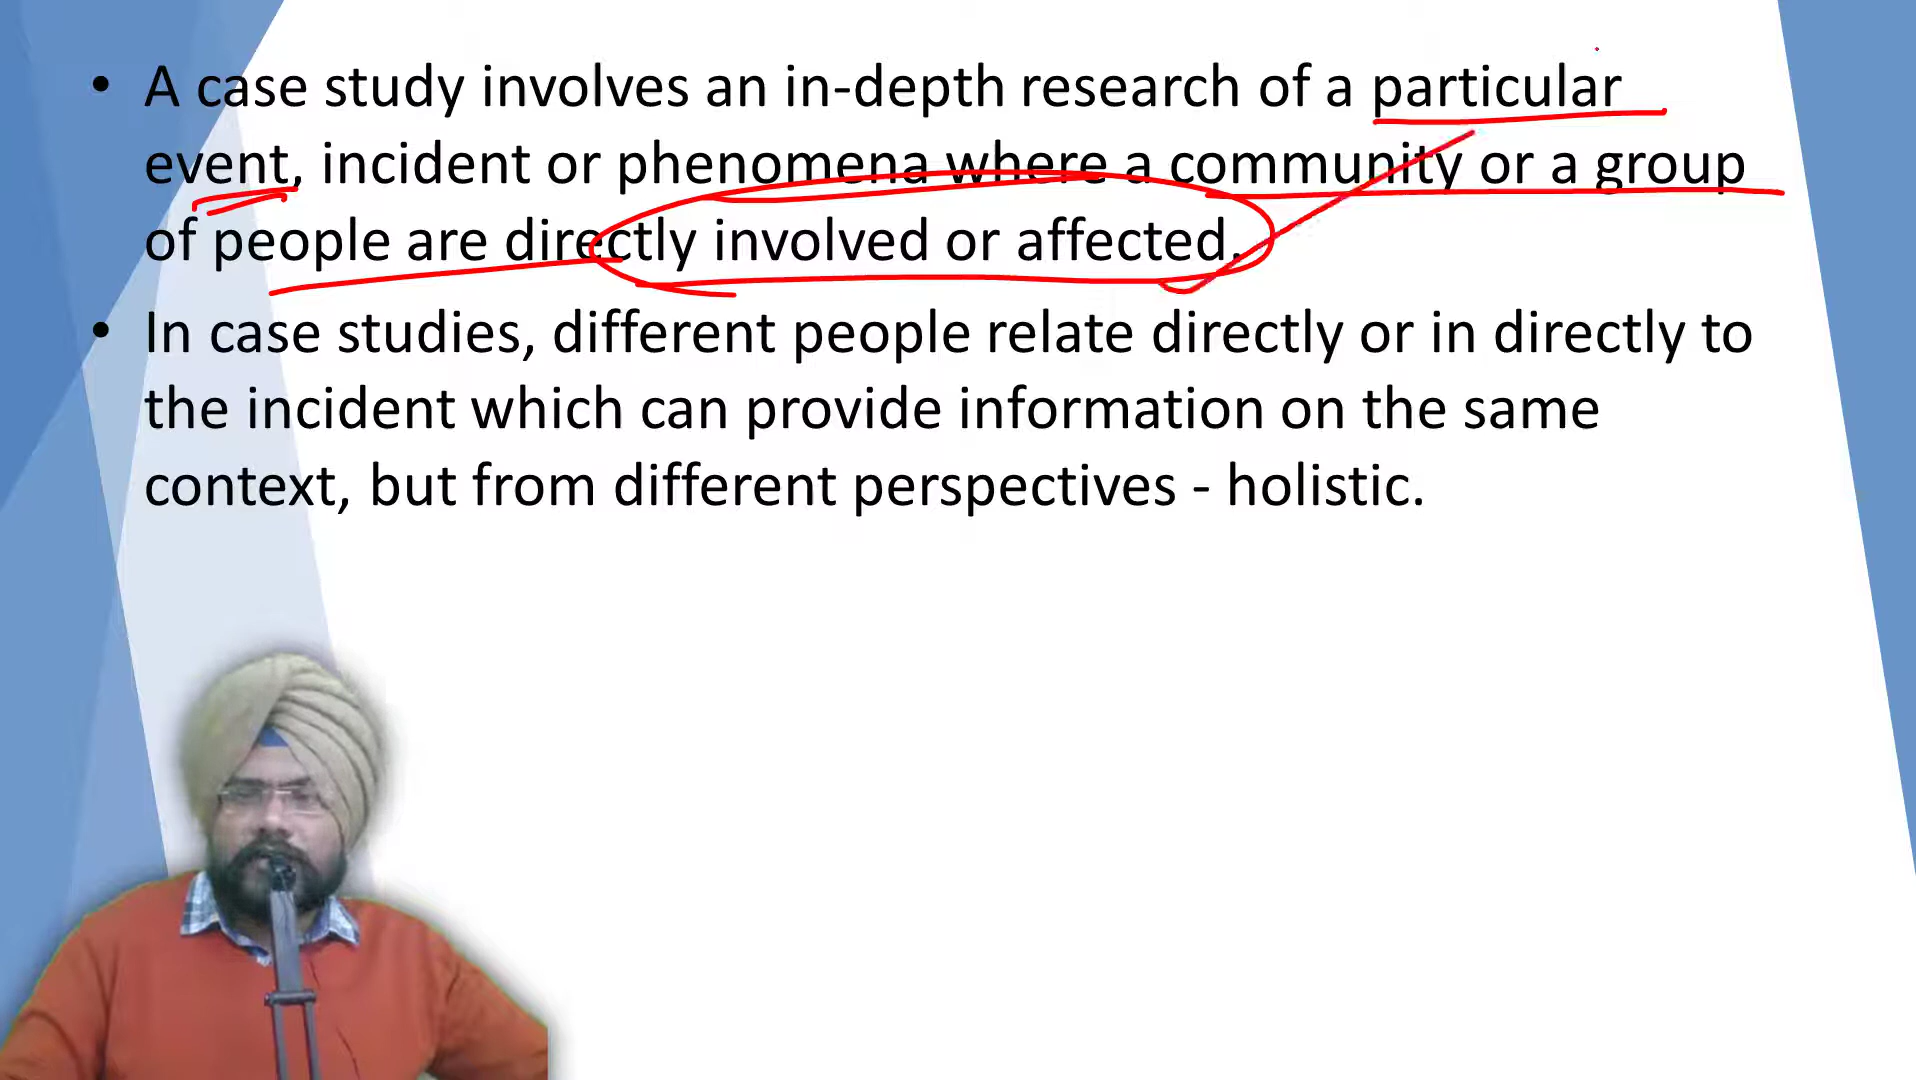 • A case study involves an in-depth research of a particular
event, incident or phenomena where a community or a group
of people are directly involved or affected.
• In case studies, different people relate directly or in directly to
the incident which can provide information on the same
context, but from different perspectives - holistic.